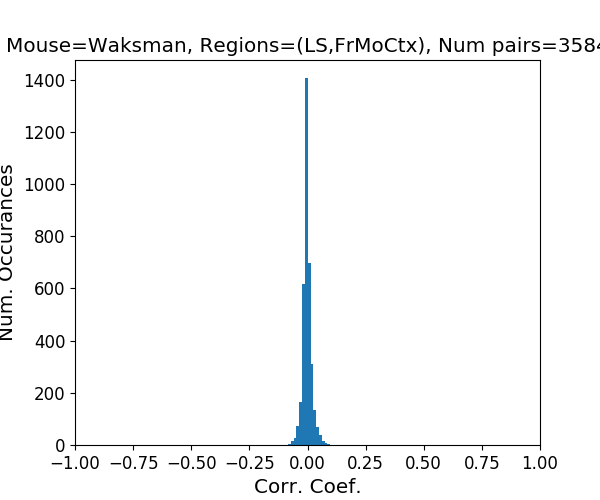 Mouse=Waksman, Regions=(LS,FrMoCtx), Num pairs=3584
Num. Occurances
1400
1200
1000
800
600
400
200
0
−1.00 −0.75 −0.50 −0.25 0.00 0.25 0.50 0.75 1.00
Corr. Coef.